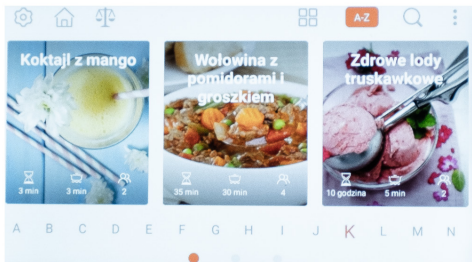 A-Z
Koktajl z mango
3 min
3 min
2
Wołowina z
pomidorami i
groszkiem
35 min
30 min
4
Zdrowe lody
truskawkowe
10 godzina
5 min
2
A B C D E F G H I J K L M N